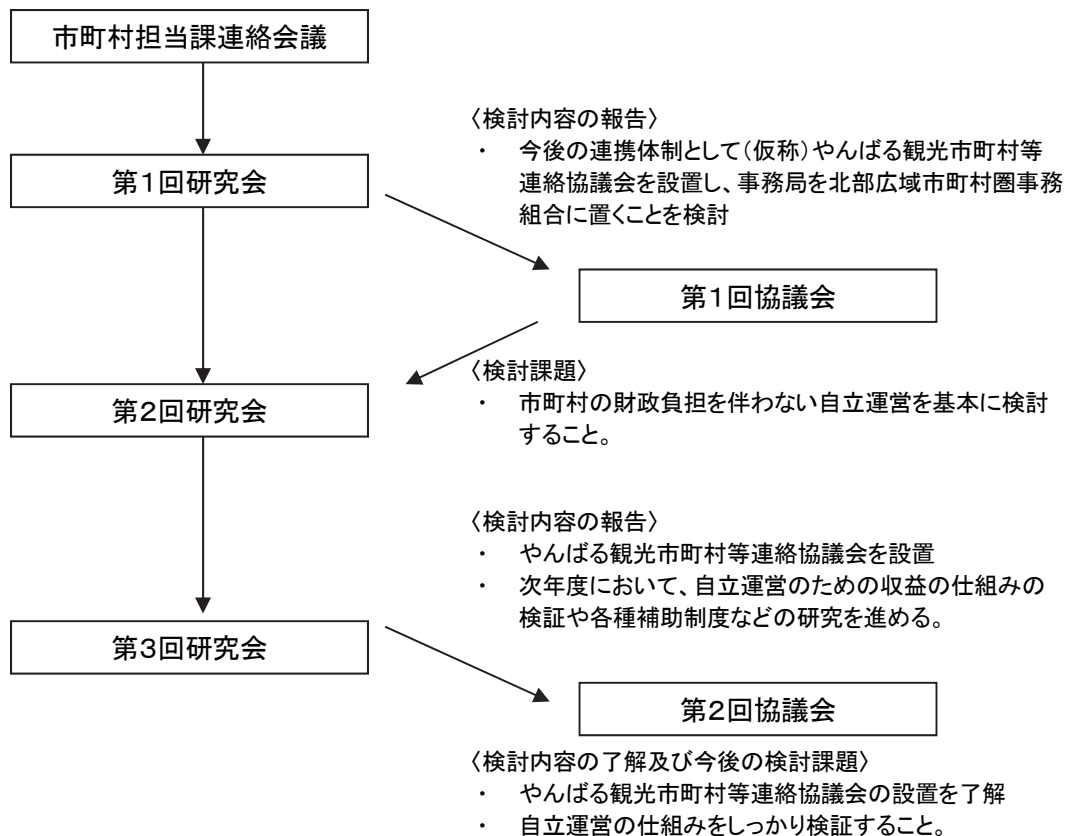 市町村担当課連絡会議
〈検討内容の報告〉
・ 今後の連携体制として（仮称）やんばる観光市町村等
連絡協議会を設置し、事務局を北部広域市町村圏事務
組合に置くことを検討
第１回研究会
第１回協議会
〈検討課題〉
・ 市町村の財政負担を伴わない自立運営を基本に検討
すること。
第２回研究会
〈検討内容の報告〉
・ やんばる観光市町村等連絡協議会を設置
・ 次年度において、自立運営のための収益の仕組みの
検証や各種補助制度などの研究を進める。
第３回研究会
第２回協議会
〈検討内容の了解及び今後の検討課題〉
・ やんばる観光市町村等連絡協議会の設置を了解
・ 自立運営の仕組みをしっかり検証すること。